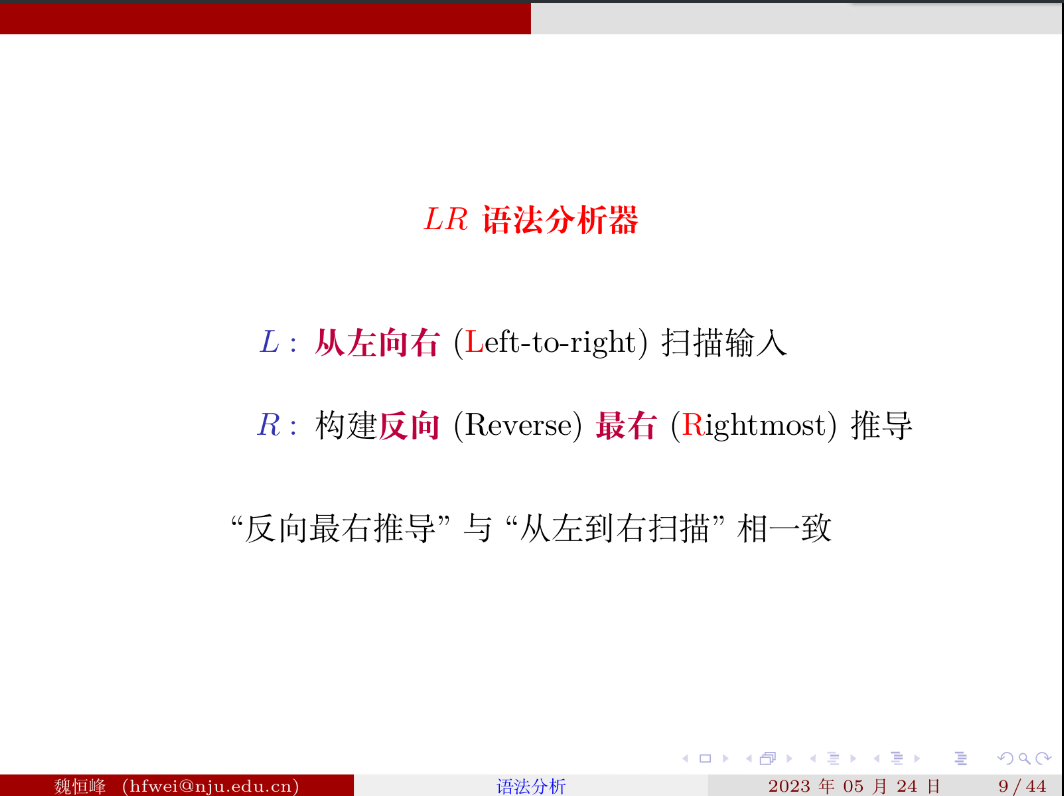 LR 语法分析器
L : 从左向右 (Left-to-right) 扫描输入
R : 构建反向 (Reverse) 最右 (Rightmost) 推导
“反向最右推导” 与 “从左到右扫描” 相一致
魏恒峰 (hfwei@nju.edu.cn) 语法分析 2023 年 05 月 24 日 9 / 44